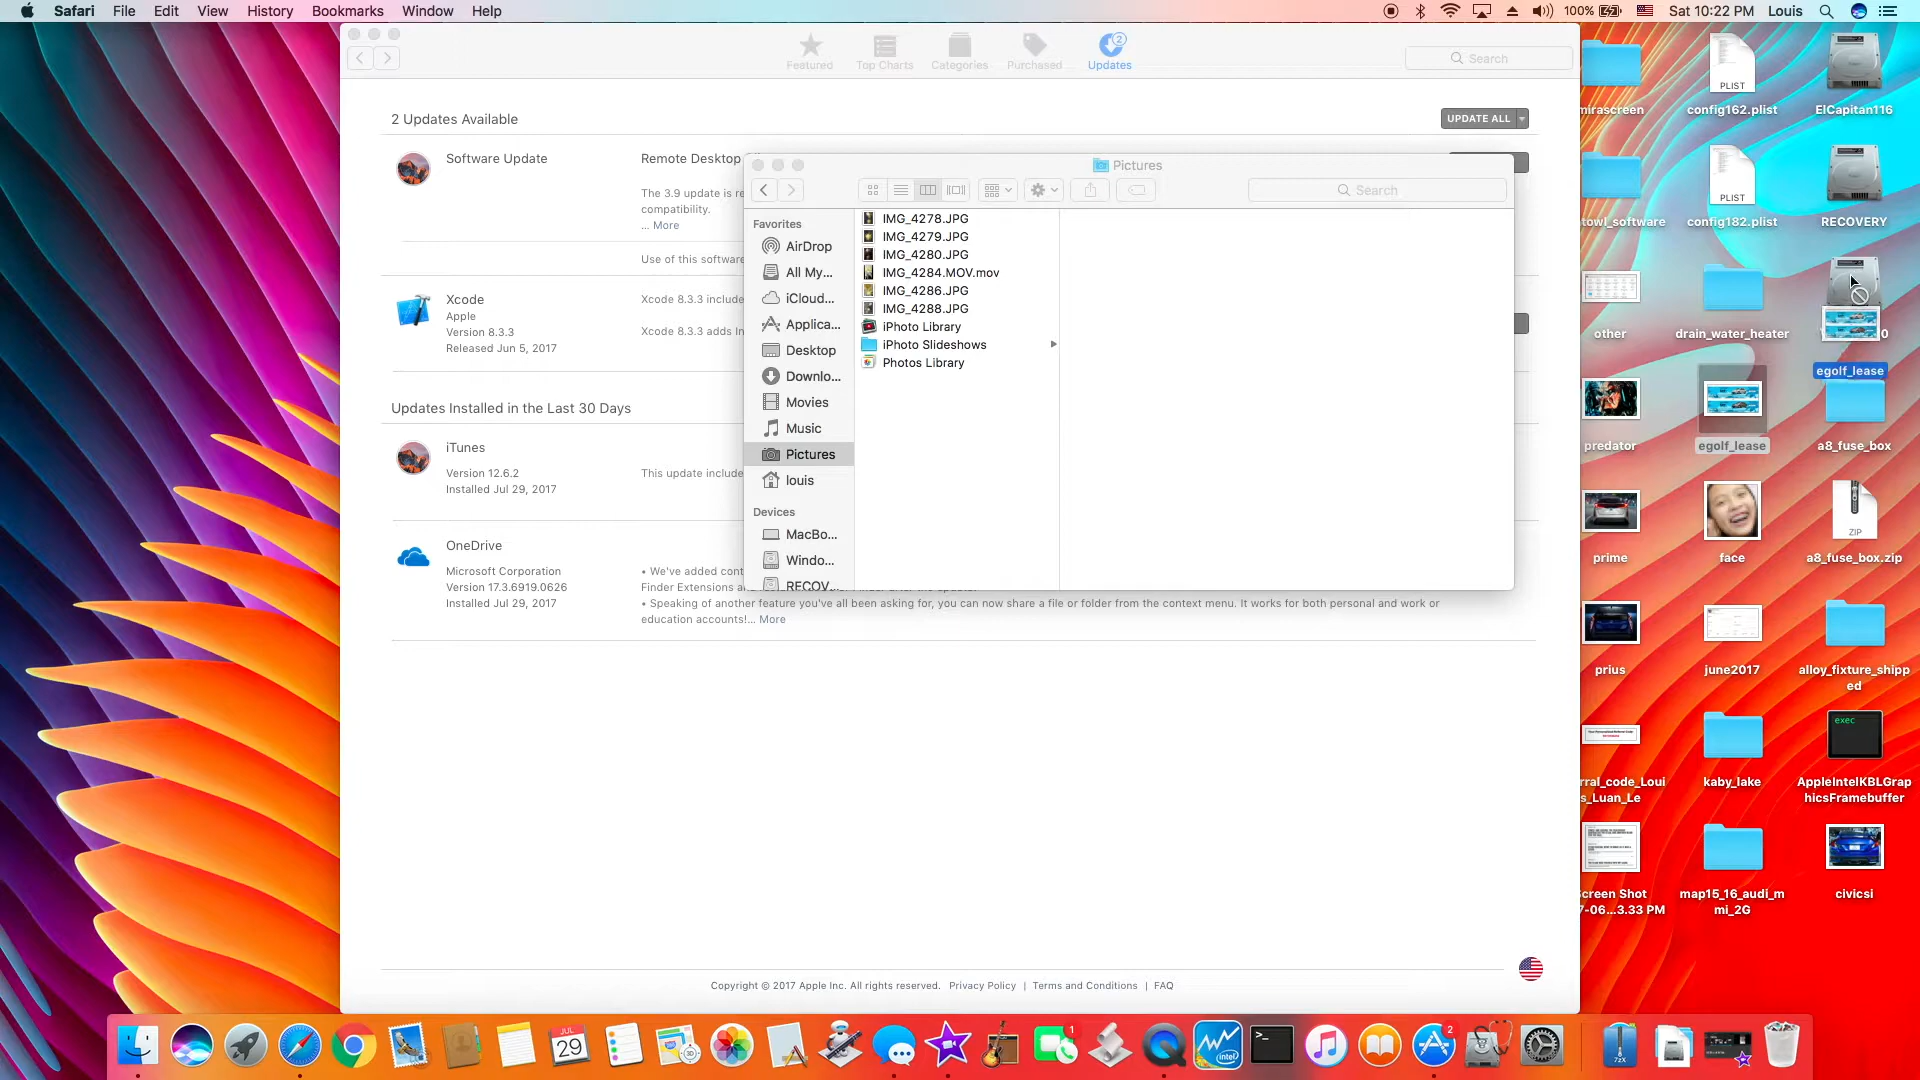 Safari File Edit View History Bookmarks Window Help
100% Sat 10:22 PM Louis
Featured Top Charts Categories Purchased Updates
2
Search
2 Updates Available
UPDATE ALL
Software Update
Remote Desktop
The 3.9 update is re
compatibility.
... More
Use of this software
Xcode
Apple
Version 8.3.3
Released Jun 5, 2017
Xcode 8.3.3 include
Xcode 8.3.3 adds In
Updates Installed in the Last 30 Days
iTunes
Version 12.6.2
Installed Jul 29, 2017
This update include
OneDrive
Microsoft Corporation
Version 17.3.6919.0626
Installed Jul 29, 2017
• We've added cont
Finder Extensions a
• Speaking of another feature you've all been asking for, you can now share a file or folder from the context menu. It works for both personal and work or
education accounts!... More
Copyright © 2017 Apple Inc. All rights reserved. Privacy Policy | Terms and Conditions | FAQ
Pictures
Search
Favorites
AirDrop
All My...
iCloud...
Applica...
Desktop
Downlo...
Movies
Music
Pictures
louis
Devices
MacBo...
Windo...
RECOV...
IMG_4278.JPG
IMG_4279.JPG
IMG_4280.JPG
IMG_4284.MOV.mov
IMG_4286.JPG
IMG_4288.JPG
iPhoto Library
iPhoto Slideshows
Photos Library
mirascreen
PLIST
config162.plist
ElCapitan116
towl_software
PLIST
config182.plist
RECOVERY
other
drain_water_heater
0
egolf_lease
predator
egolf_lease
a8_fuse_box
prime
face
ZIP
a8_fuse_box.zip
prius
june2017
alloy_fixture_shipp
ed
rral_code_Loui
s_Luan_Le
kaby_lake
exec
AppleIntelKBLGrap
hicsFramebuffer
creen Shot
7-06...3.33 PM
map15_16_audi_m
mi_2G
civicsi
JUL
29
3D
1
intel
2
7zX